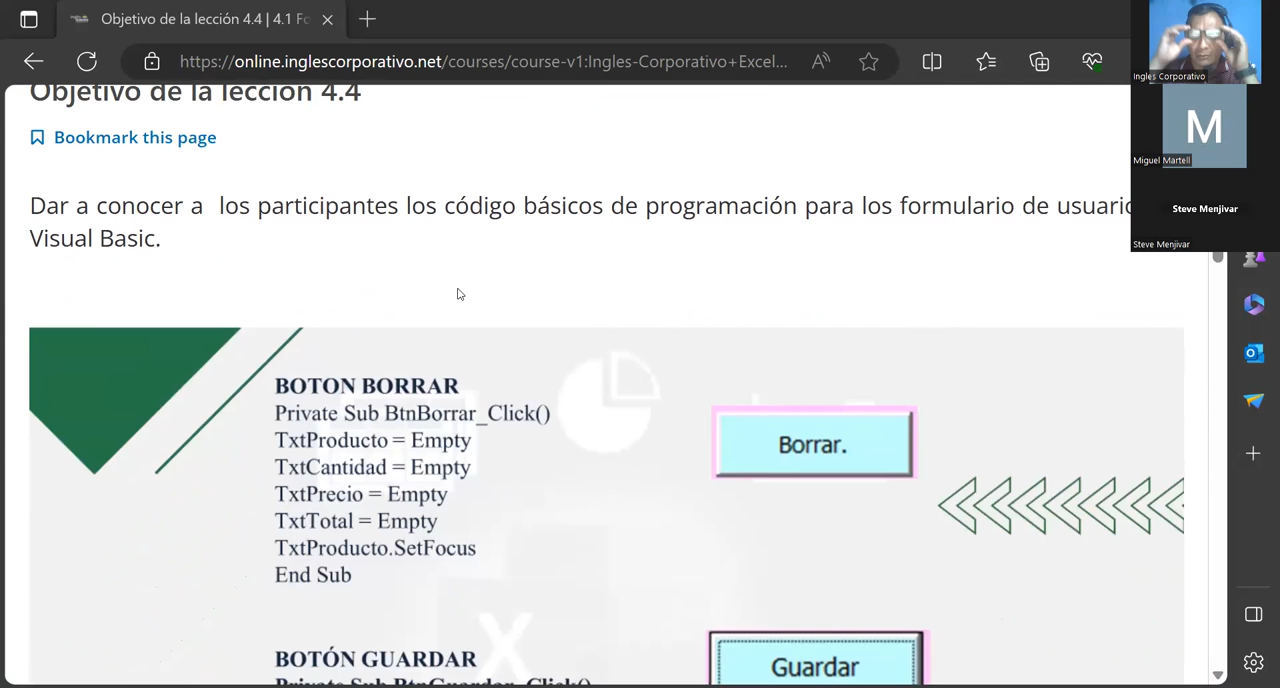 Objetivo de la lección 4.4 | 4.1 Fo
https://online.inglescorporativo.net/courses/course-v1:Ingles-Corporativo+Excel...
Ingles Corporativo
M
Miguel Martell
Steve Menjivar
Steve Menjivar
Objetivo de la lección 4.4
Bookmark this page
Dar a conocer a los participantes los código básicos de programación para los formulario de usuario
Visual Basic.
BOTON BORRAR
Private Sub BtnBorrar_Click()
TxtProducto = Empty
TxtCantidad = Empty
TxtPrecio = Empty
TxtTotal = Empty
TxtProducto.SetFocus
End Sub
Borrar.
BOTÓN GUARDAR
Private Sub BtnGuardar_Click()
Guardar